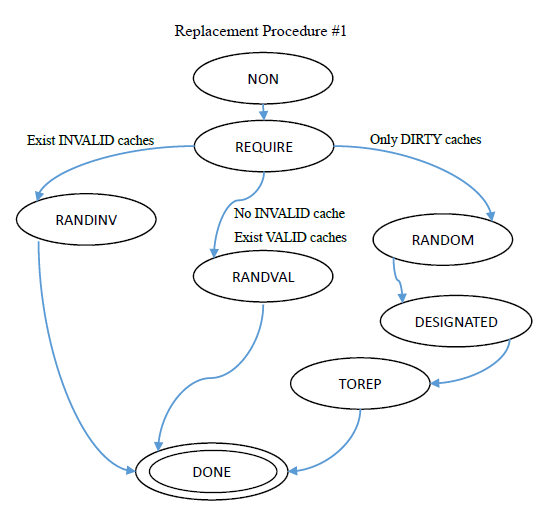 Replacement Procedure #1
NON
Exist INVALID caches
REQUIRE
Only DIRTY caches
RANDINV
No INVALID cache
Exist VALID caches
RANDOM
RANDVAL
DESIGNATED
TOREP
DONE